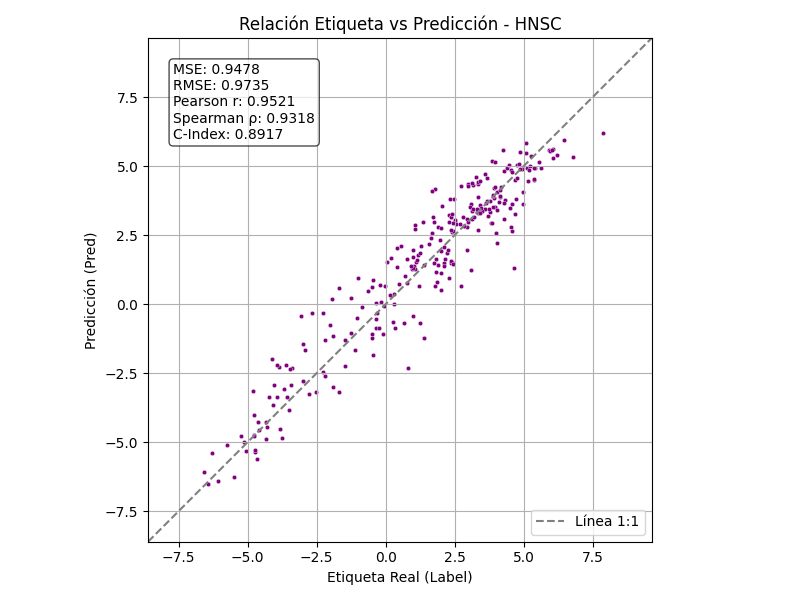 Relación Etiqueta vs Predicción - HNSC
MSE: 0.9478
RMSE: 0.9735
Pearson r: 0.9521
Spearman ρ: 0.9318
C-Index: 0.8917
7.5
5.0
2.5
0.0
−2.5
−5.0
−7.5
Predicción (Pred)
Línea 1:1
−7.5 −5.0 −2.5 0.0 2.5 5.0 7.5
Etiqueta Real (Label)